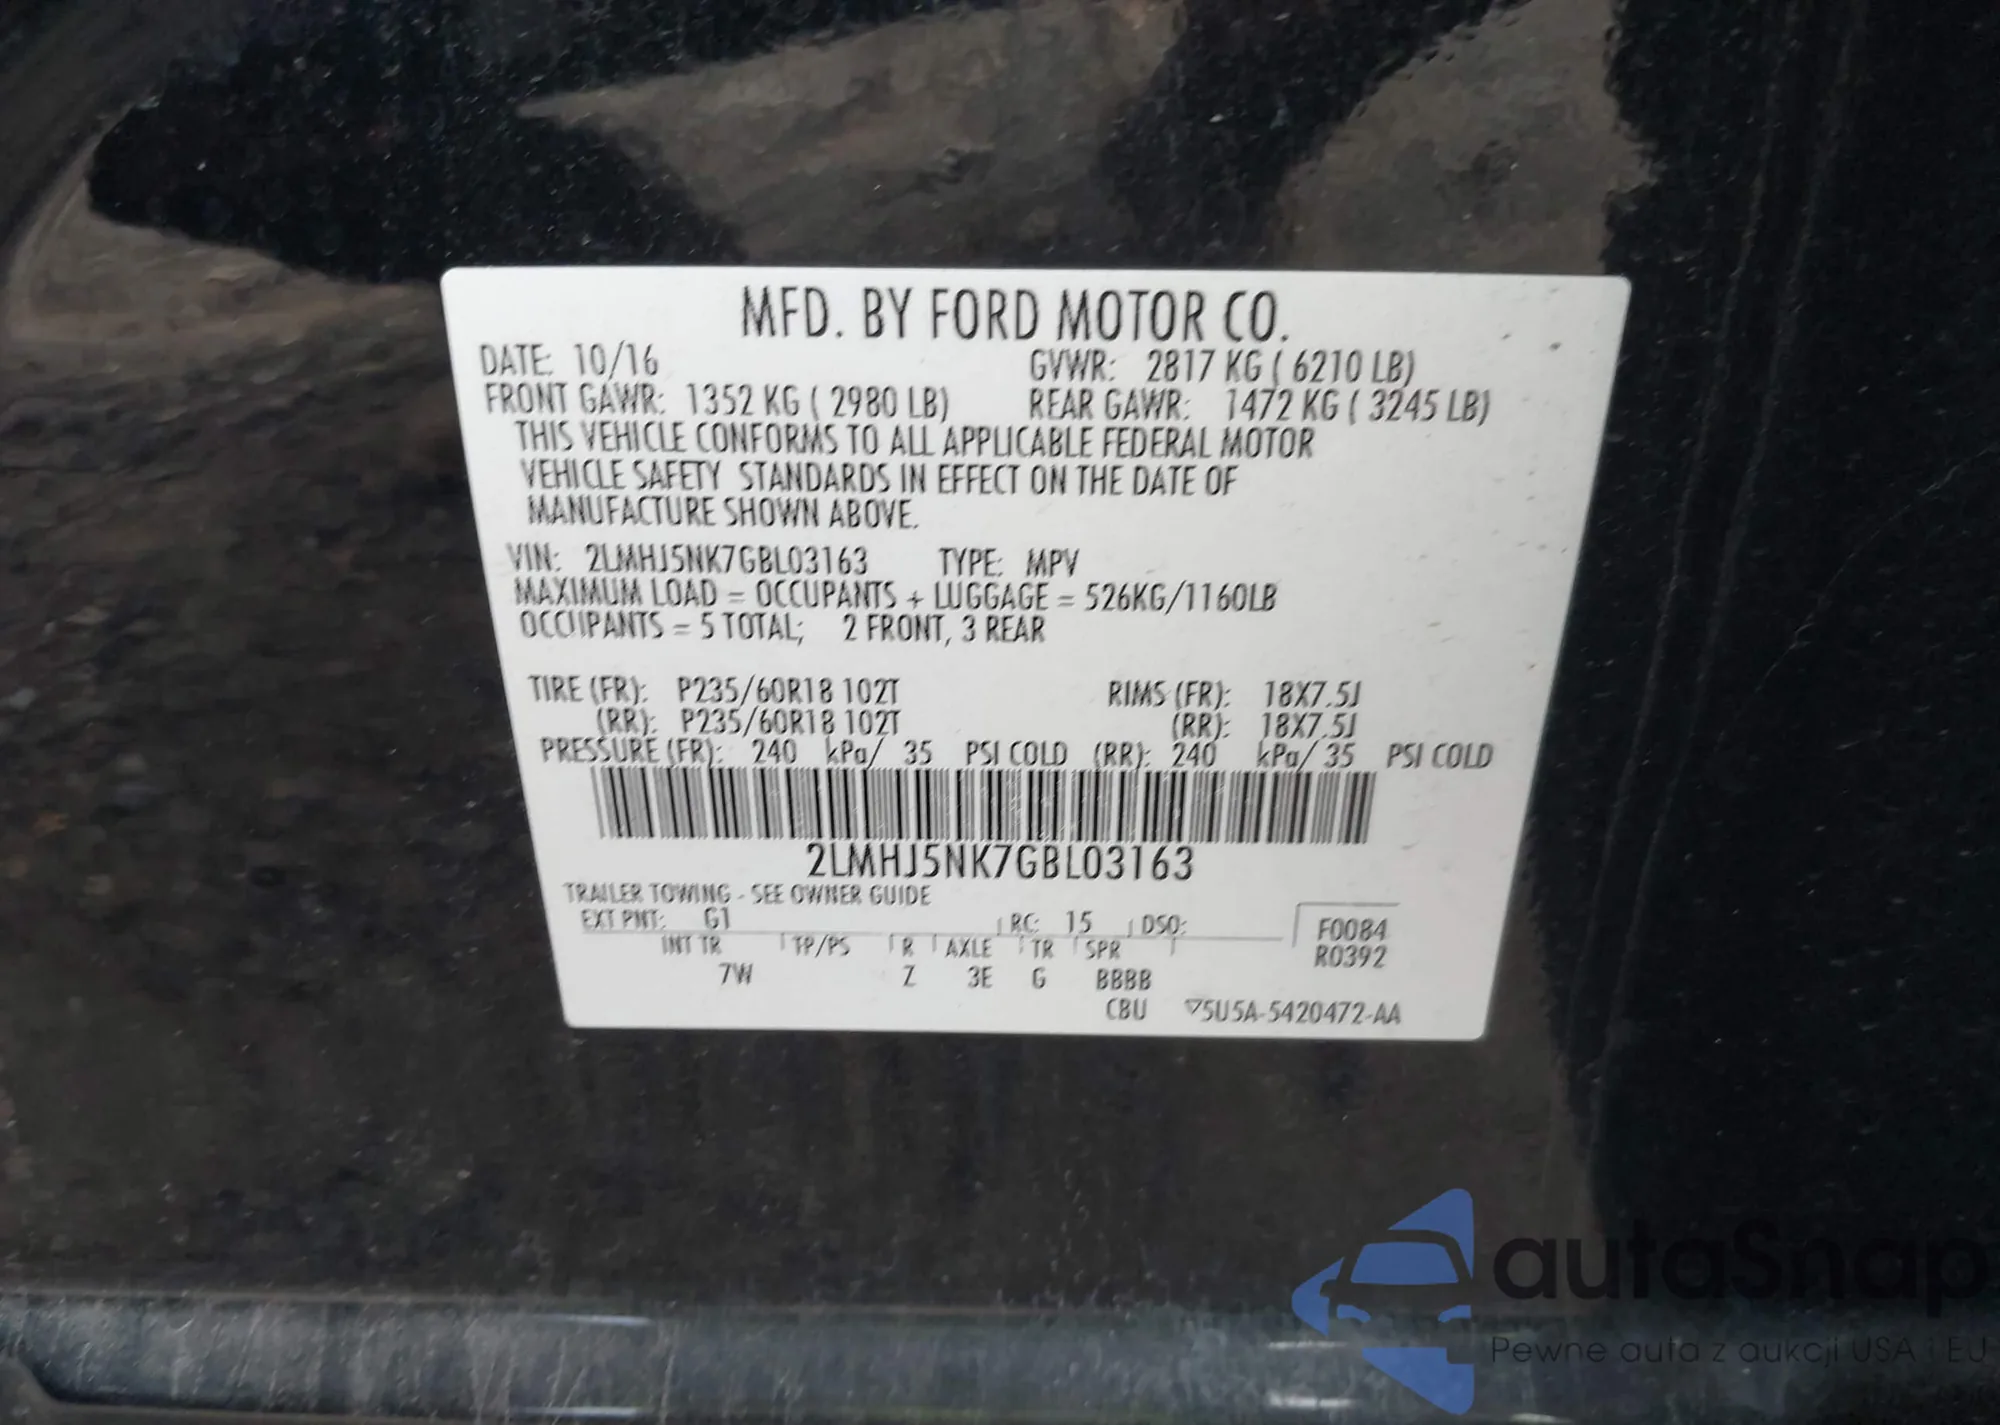 MFD. BY FORD MOTOR CO.
DATE: 10/16 GVWR: 2817 KG ( 6210 LB)
FRONT GAWR: 1352 KG ( 2980 LB) REAR GAWR: 1472 KG ( 3245 LB)
THIS VEHICLE CONFORMS TO ALL APPLICABLE FEDERAL MOTOR
VEHICLE SAFETY STANDARDS IN EFFECT ON THE DATE OF
MANUFACTURE SHOWN ABOVE.
VIN: 2LMHJ5NK7GBL03163 TYPE: MPV
MAXIMUM LOAD = OCCUPANTS + LUGGAGE = 526KG/1160LB
OCCUPANTS = 5 TOTAL; 2 FRONT, 3 REAR
TIRE (FR): P235/60R18 102T RIMS (FR): 18X7.5J
(RR): P235/60R18 102T (RR): 18X7.5J
PRESSURE (FR): 240 kPa/ 35 PSI COLD (RR): 240 kPa/ 35 PSI COLD
2LMHJ5NK7GBL03163
TRAILER TOWING - SEE OWNER GUIDE
EXT PNT: G1 RC: 15 DSO: F0084
INT TR TP/PS R AXLE TR SPR R0392
7W Z 3E G BBBB
CBU ▽5U5A-5420472-AA
autaSnap
Pewne auta z aukcji USA i EU